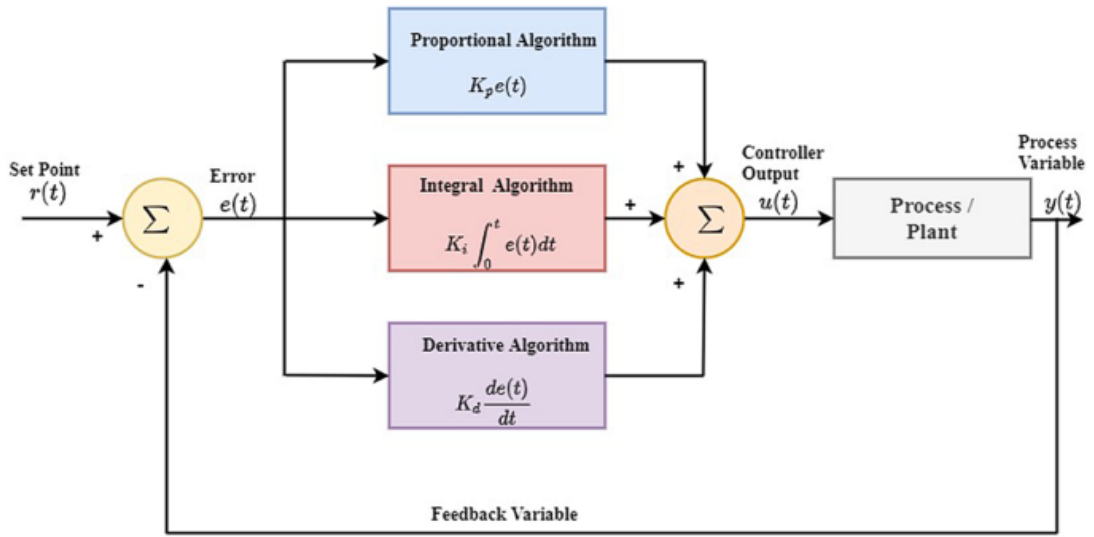 Proportional Algorithm
K_p e(t)
Set Point
r(t)
Σ
+
-
Error
e(t)
Integral Algorithm
K_i ∫_0^t e(t)dt
Derivative Algorithm
K_d de(t)/dt
+
+
+
Σ
Controller
Output
u(t)
Process /
Plant
Process
Variable
y(t)
Feedback Variable